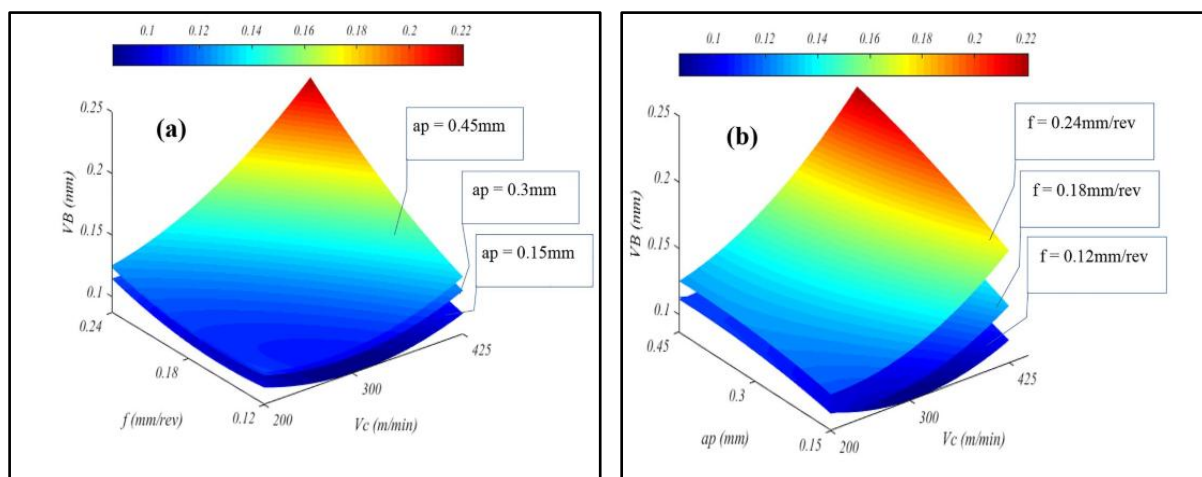 0.1 0.12 0.14 0.16 0.18 0.2 0.22
(a)
ap = 0.45mm
ap = 0.3mm
ap = 0.15mm
VB (mm)
0.25
0.2
0.15
0.1
0.24
0.18
0.12
f (mm/rev)
200
300
425
Vc (m/min)
0.1 0.12 0.14 0.16 0.18 0.2 0.22
(b)
f = 0.24mm/rev
f = 0.18mm/rev
f = 0.12mm/rev
VB (mm)
0.25
0.2
0.15
0.1
0.45
0.3
0.15
ap (mm)
200
300
425
Vc (m/min)